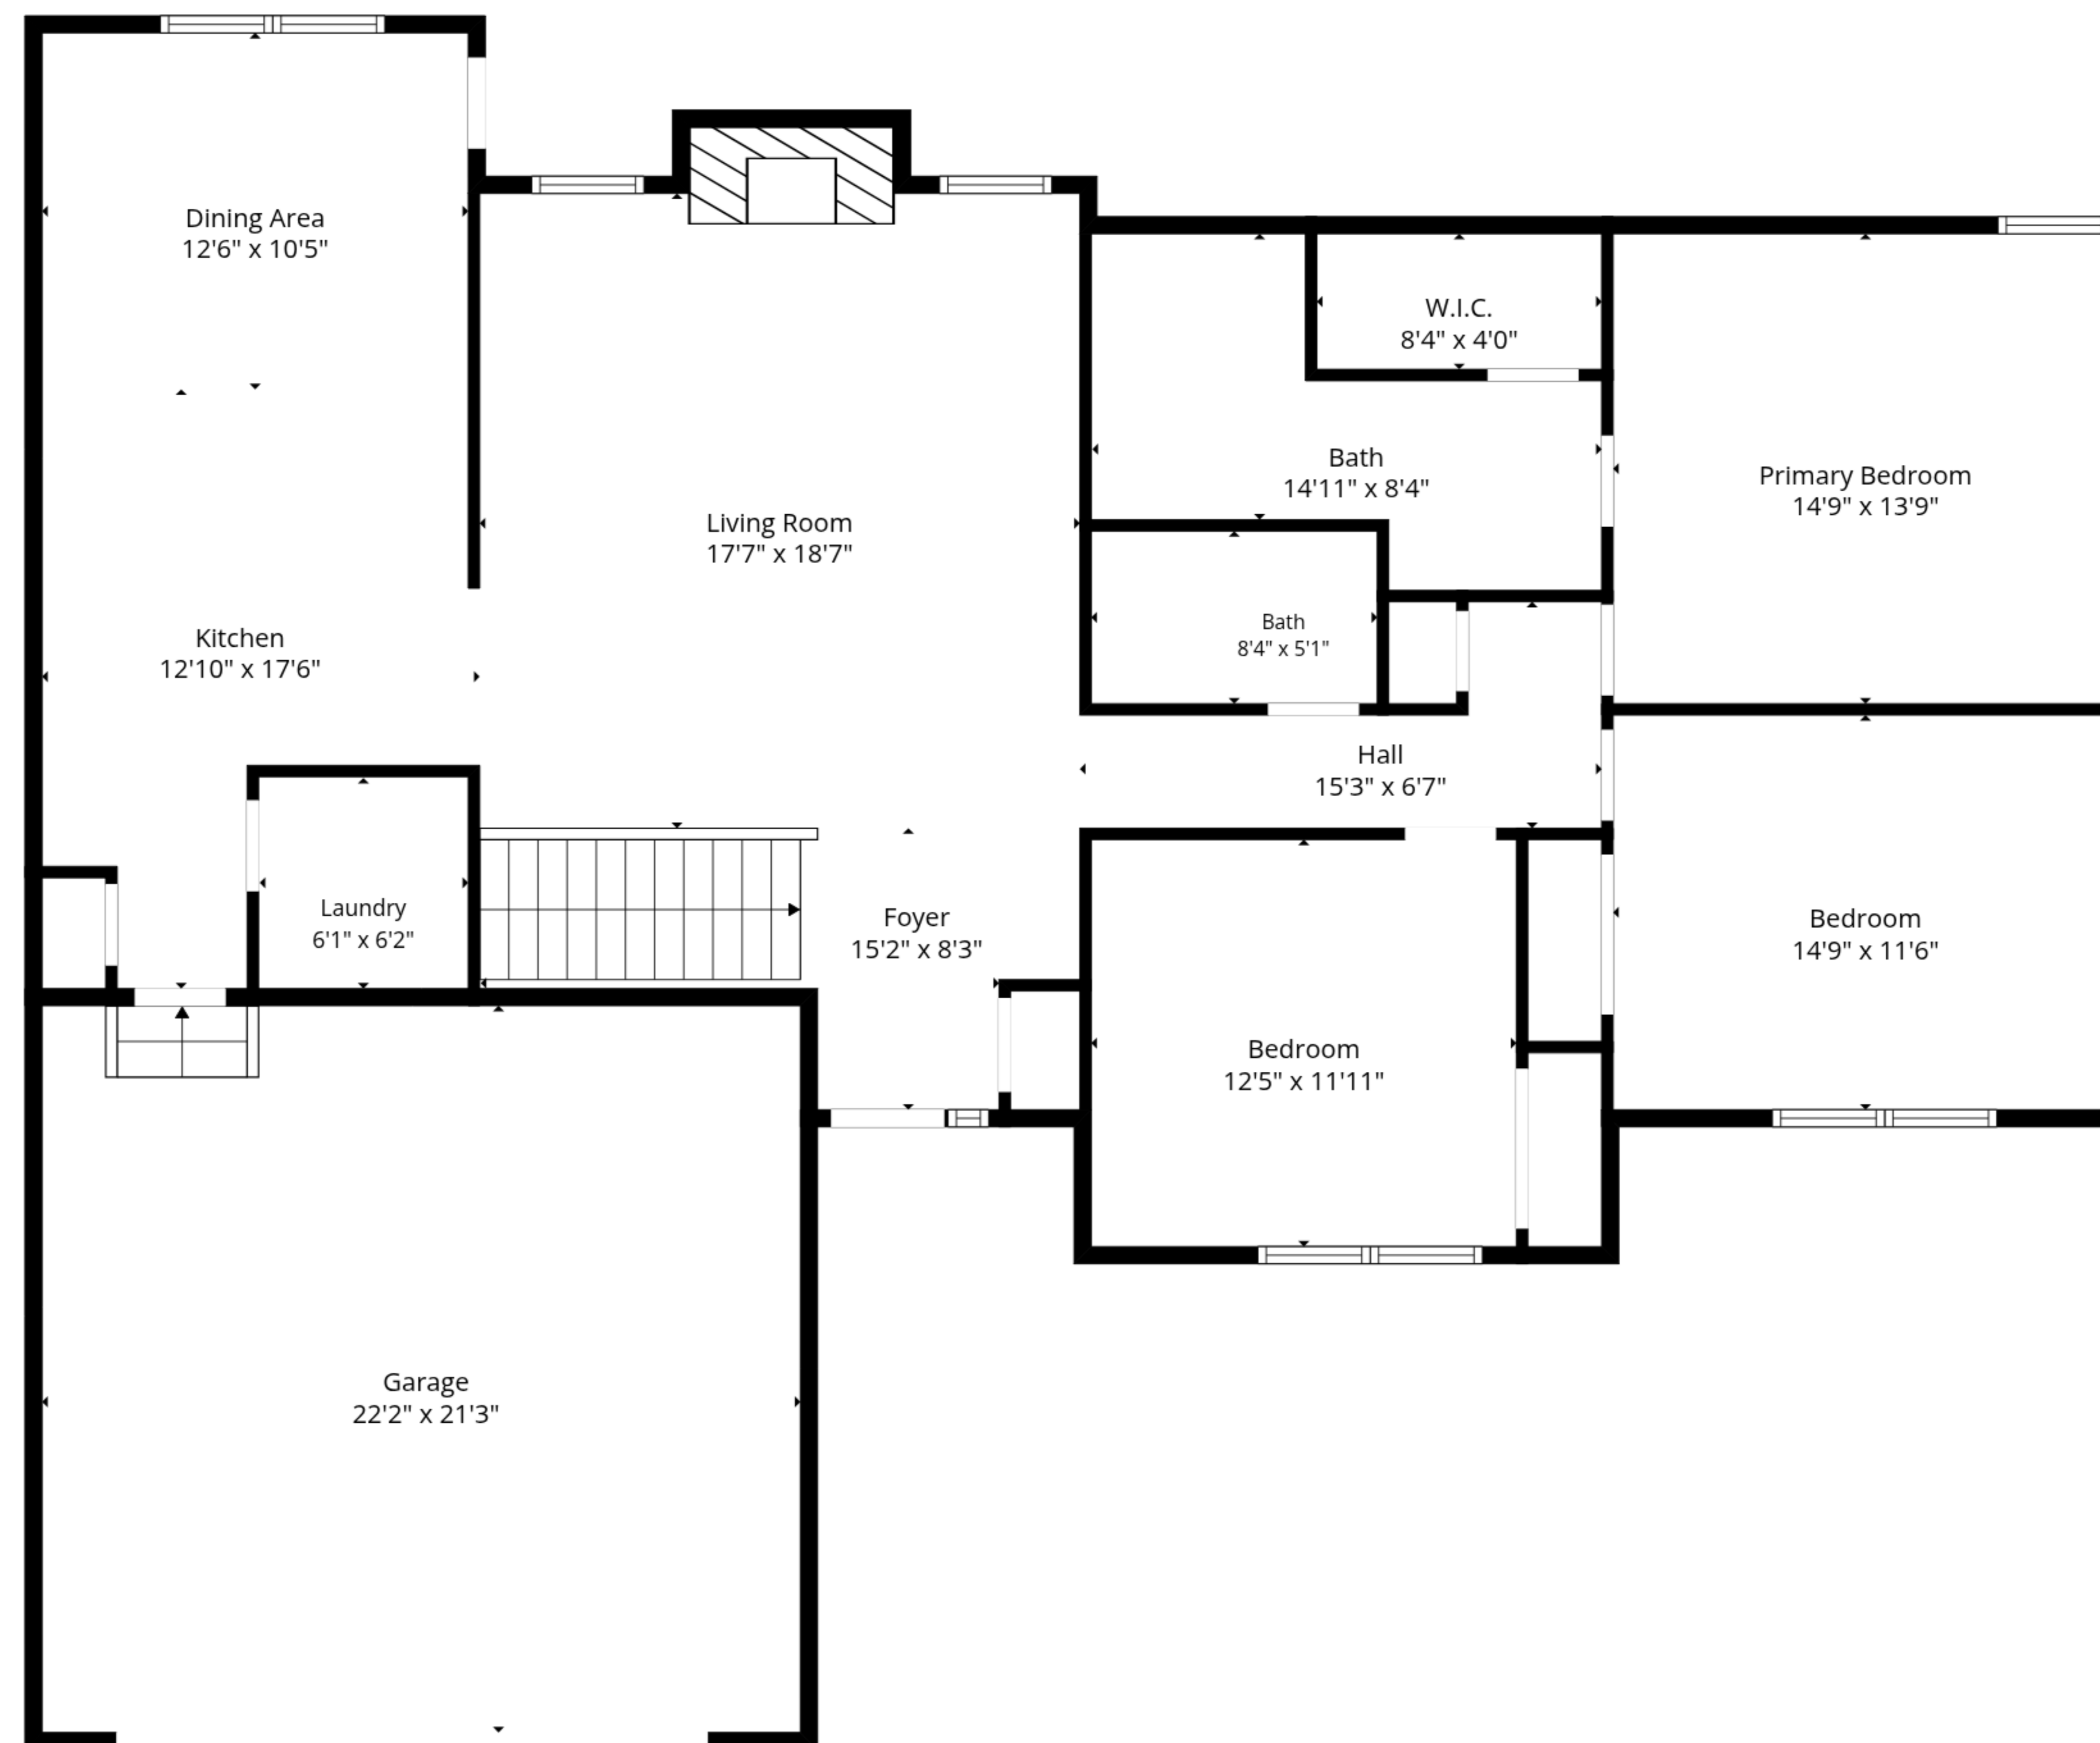 Dining Area
12'6" x 10'5"
W.I.C.
8'4" x 4'0"
Bath
14'11" x 8'4"
Primary Bedroom
14'9" x 13'9"
Living Room
17'7" x 18'7"
Bath
8'4" x 5'1"
Kitchen
12'10" x 17'6"
Hall
15'3" x 6'7"
Laundry
6'1" x 6'2"
Foyer
15'2" x 8'3"
Bedroom
14'9" x 11'6"
Bedroom
12'5" x 11'11"
Garage
22'2" x 21'3"